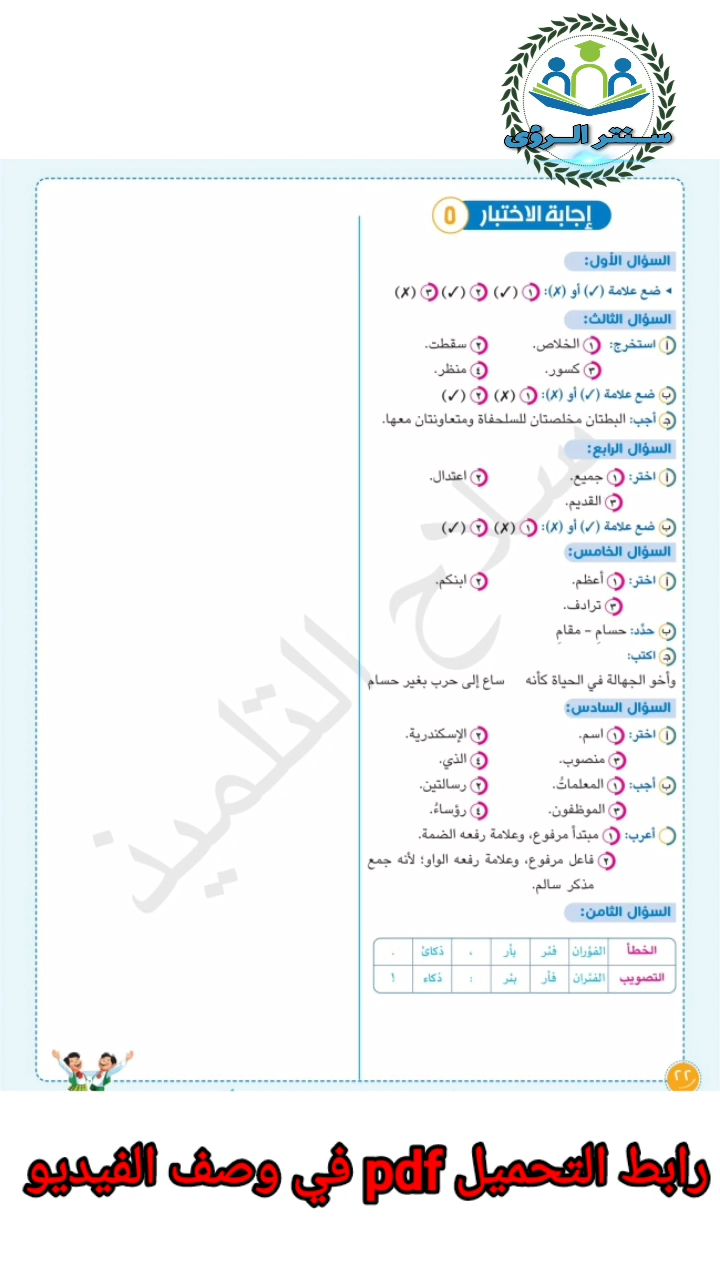 سنتر الرؤى
إجابة الاختبار ٥
السؤال الأول:
◂ ضع علامة (✓) أو (✗): ١ (✓) ٢ (✓) ٣ (✗)
السؤال الثالث:
أ استخرج: ١ الخلاص. ٢ سقطت.
٣ كسور. ٤ منظر.
ب ضع علامة (✓) أو (✗): ١ (✗) ٢ (✓)
ج أجب: البطتان مخلصتان للسلحفاة ومتعاونتان معها.
السؤال الرابع:
أ اختر: ١ جميع. ٢ اعتدال.
٣ القديم.
ب ضع علامة (✓) أو (✗): ١ (✗) ٢ (✓)
السؤال الخامس:
أ اختر: ١ أعظم. ٢ ابنكم.
٣ ترادف.
ب حدَّد: حسامِ – مقامِ
ج اكتب:
وأخو الجهالة في الحياة كأنه ساع إلى حرب بغير حسام
السؤال السادس:
أ اختر: ١ اسم. ٢ الإسكندرية.
٣ منصوب. ٤ الذي.
ب أجب: ١ المعلماتُ. ٢ رسالتين.
٣ الموظفون. ٤ رؤساءُ.
أعرب: ١ مبتدأ مرفوع، وعلامة رفعه الضمة.
٢ فاعل مرفوع، وعلامة رفعه الواو؛ لأنه جمع
مذكر سالم.
السؤال الثامن:
الخطأ الفؤران فئر بأر ، ذكائ .
التصويب الفئران فأر بئر : ذكاء !
سلاح التلميذ
٢٢
رابط التحميل pdf في وصف الفيديو